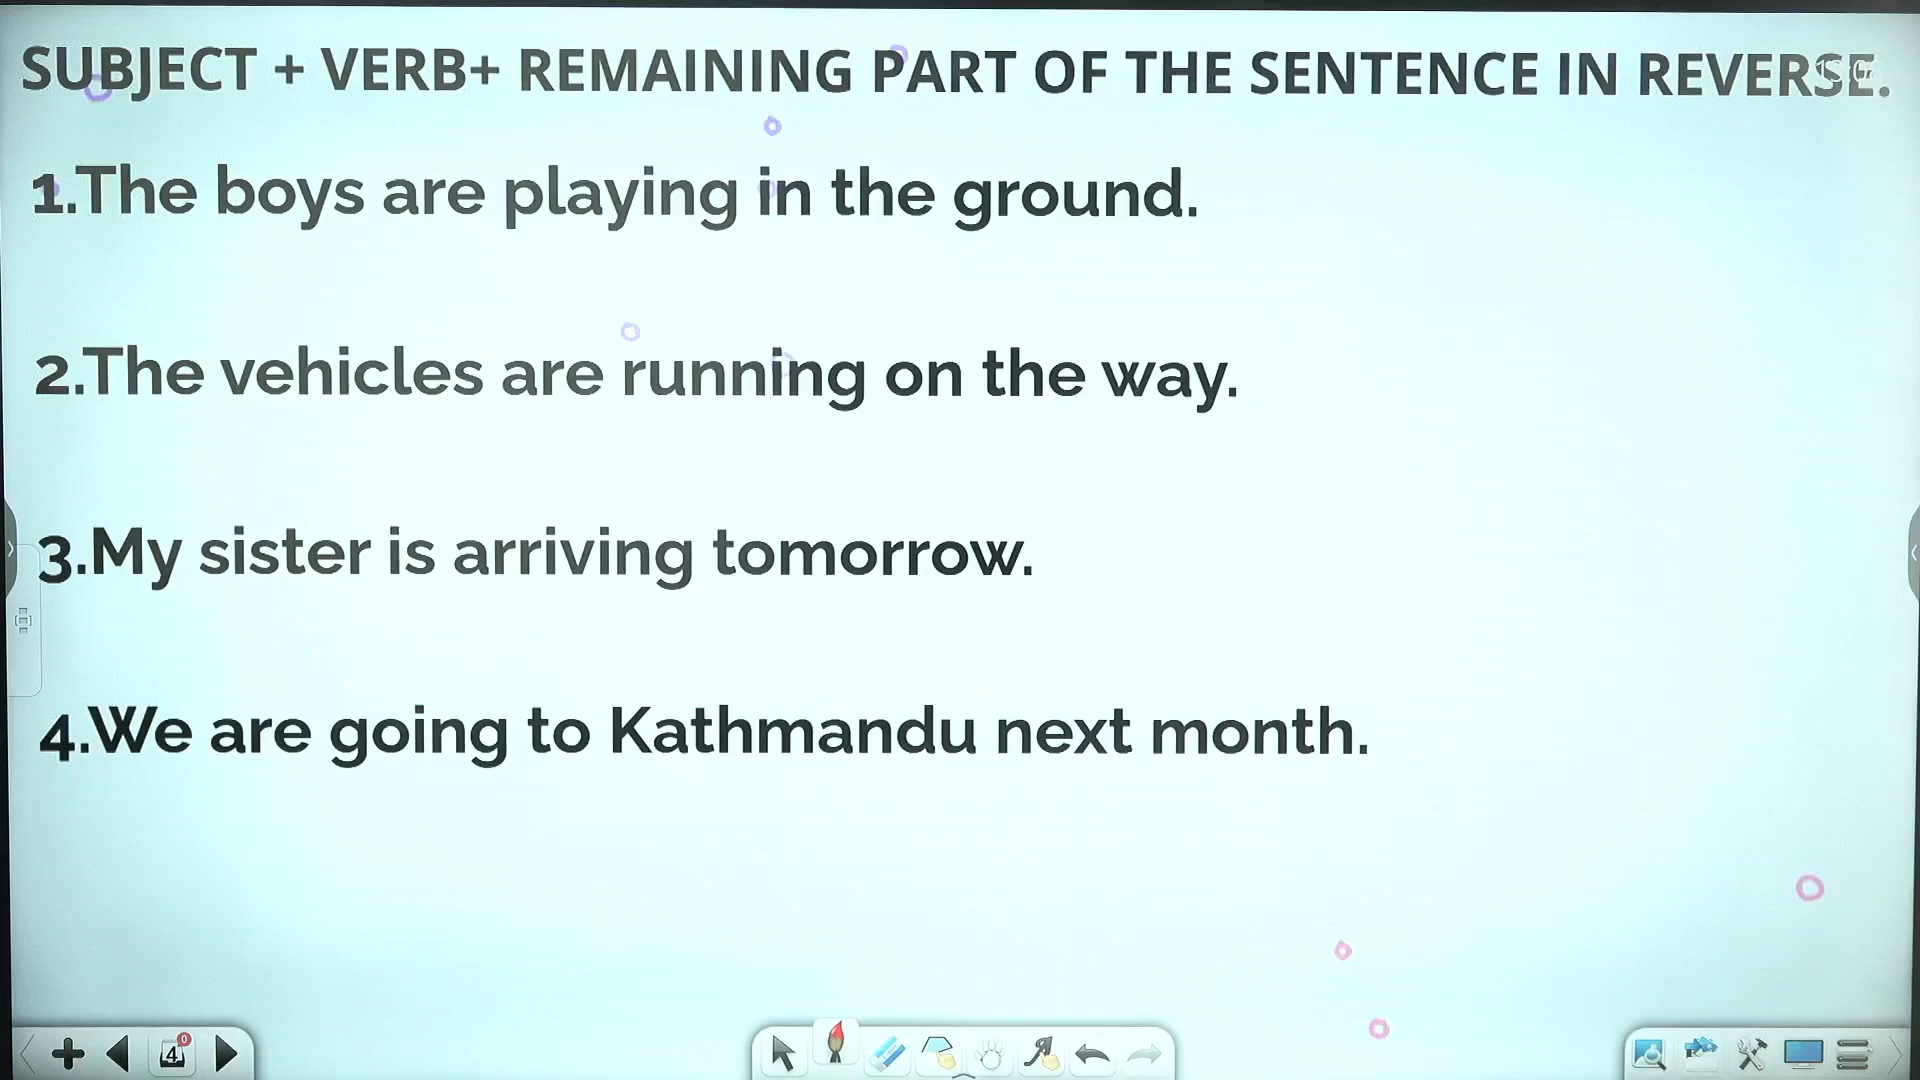 SUBJECT + VERB+ REMAINING PART OF THE SENTENCE IN REVERSE.
1.The boys are playing in the ground.
2.The vehicles are running on the way.
3.My sister is arriving tomorrow.
4.We are going to Kathmandu next month.
4
0